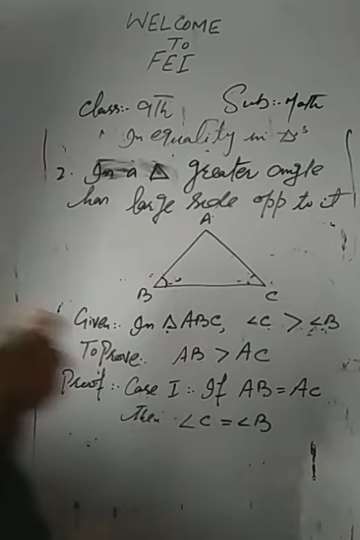 WELCOME
TO
FEI
Class:- 9Th Sub:- Math
Inequality in Δs
2. In a Δ greater angle
has large side opp to it
A
B C
Given:- In Δ ABC, ∠C > ∠B
To Prove:- AB > AC
Proof:- Case I :- If AB = AC
then ∠C = ∠B